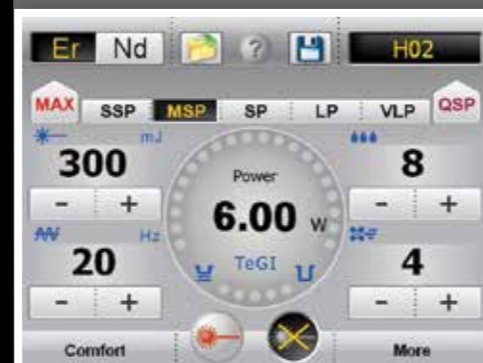 Er Nd ? H02
MAX SSP MSP SP LP VLP QSP
mJ
300 Power 8
- + 6.00 W - +
Hz
20 TeGI 4
- + - +
Comfort More